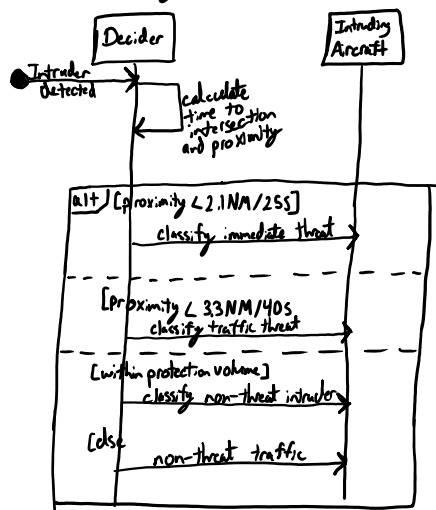 Decider
Intruding
Aircraft
Intruder
Detected
calculate
time to
intersection
and proximity
alt [proximity < 2.1NM/25s]
classify immediate threat
[proximity < 3.3NM/40s
classify traffic threat
[within protection volume]
classify non-threat intruder
[else
non-threat traffic